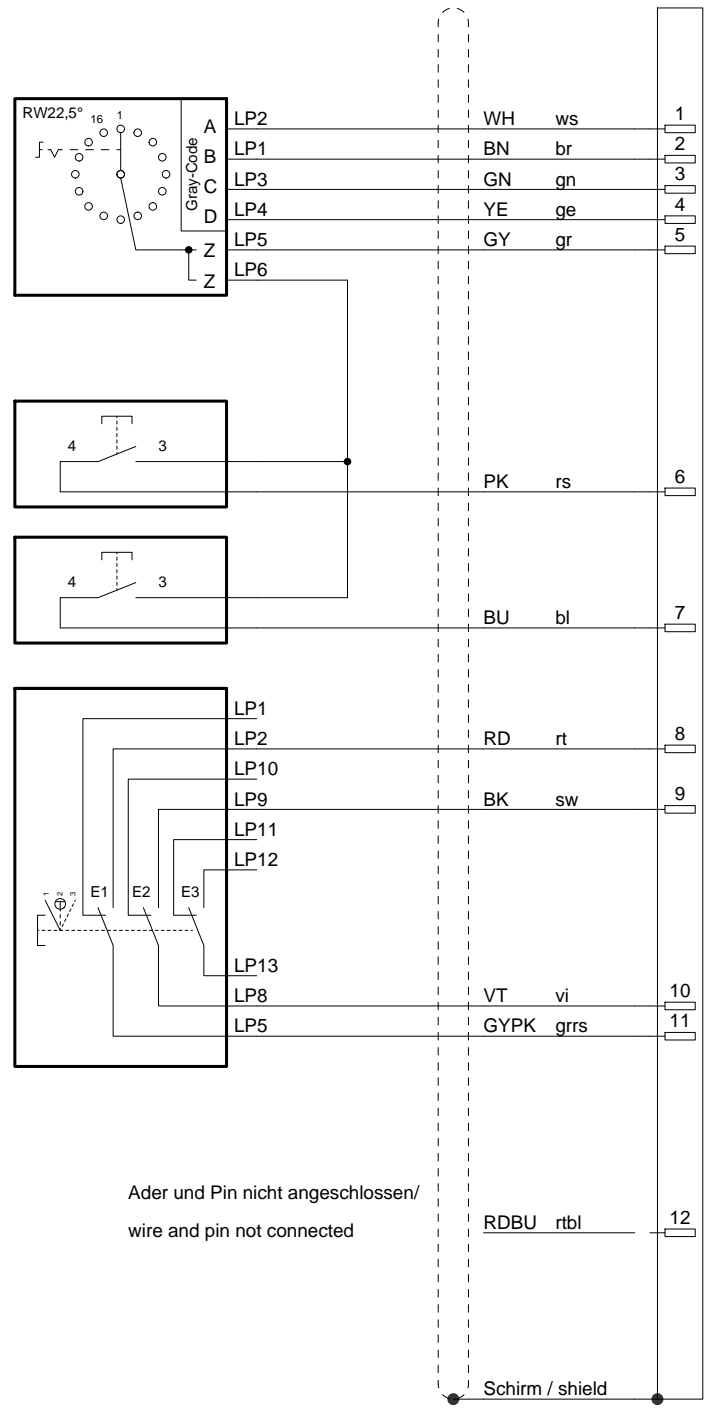 RW22,5°
16 1
Gray-Code
A LP2 WH ws 1
B LP1 BN br 2
C LP3 GN gn 3
D LP4 YE ge 4
Z LP5 GY gr 5
Z LP6
4 3
PK rs 6
4 3
BU bl 7
LP1
LP2 RD rt 8
LP10
LP9 BK sw 9
LP11
LP12
1 2 3
E1 E2 E3
LP13
LP8 VT vi 10
LP5 GYPK grrs 11
Ader und Pin nicht angeschlossen/
wire and pin not connected
RDBU rtbl 12
Schirm / shield